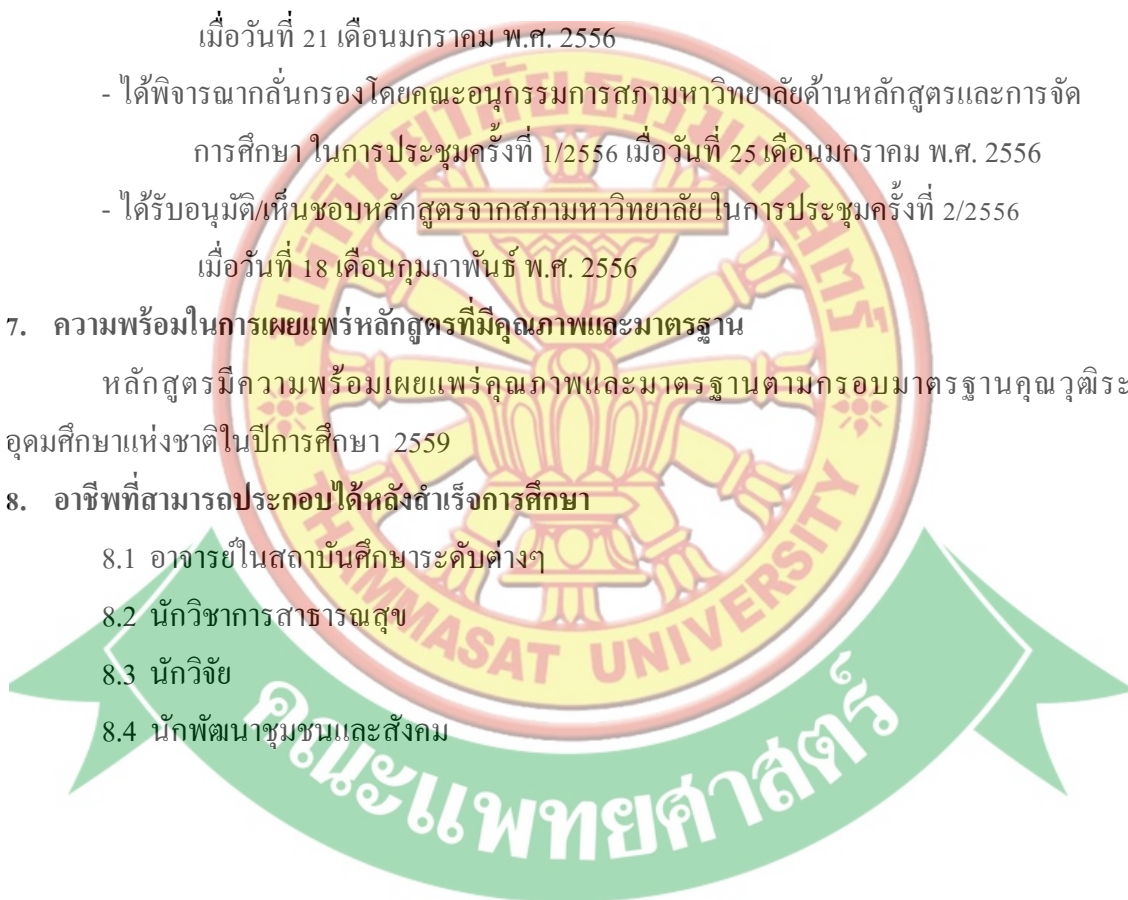 เมื่อวันที่ 21 เดือนมกราคม พ.ศ. 2556
- ได้พิจารณากลั่นกรองโดยคณะอนุกรรมการสภามหาวิทยาลัยด้านหลักสูตรและการจัด
การศึกษา ในการประชุมครั้งที่ 1/2556 เมื่อวันที่ 25 เดือนมกราคม พ.ศ. 2556
- ได้รับอนุมัติ/เห็นชอบหลักสูตรจากสภามหาวิทยาลัย ในการประชุมครั้งที่ 2/2556
เมื่อวันที่ 18 เดือนกุมภาพันธ์ พ.ศ. 2556
7. ความพร้อมในการเผยแพร่หลักสูตรที่มีคุณภาพและมาตรฐาน
หลักสูตรมีความพร้อมเผยแพร่คุณภาพและมาตรฐานตามกรอบมาตรฐานคุณวุฒิระ
อุดมศึกษาแห่งชาติในปีการศึกษา 2559
8. อาชีพที่สามารถประกอบได้หลังสำเร็จการศึกษา
8.1 อาจารย์ในสถาบันศึกษาระดับต่างๆ
8.2 นักวิชาการสาธารณสุข
8.3 นักวิจัย
8.4 นักพัฒนาชุมชนและสังคม
มหาวิทยาลัยธรรมศาสตร์
THAMMASAT UNIVERSITY
คณะแพทยศาสตร์